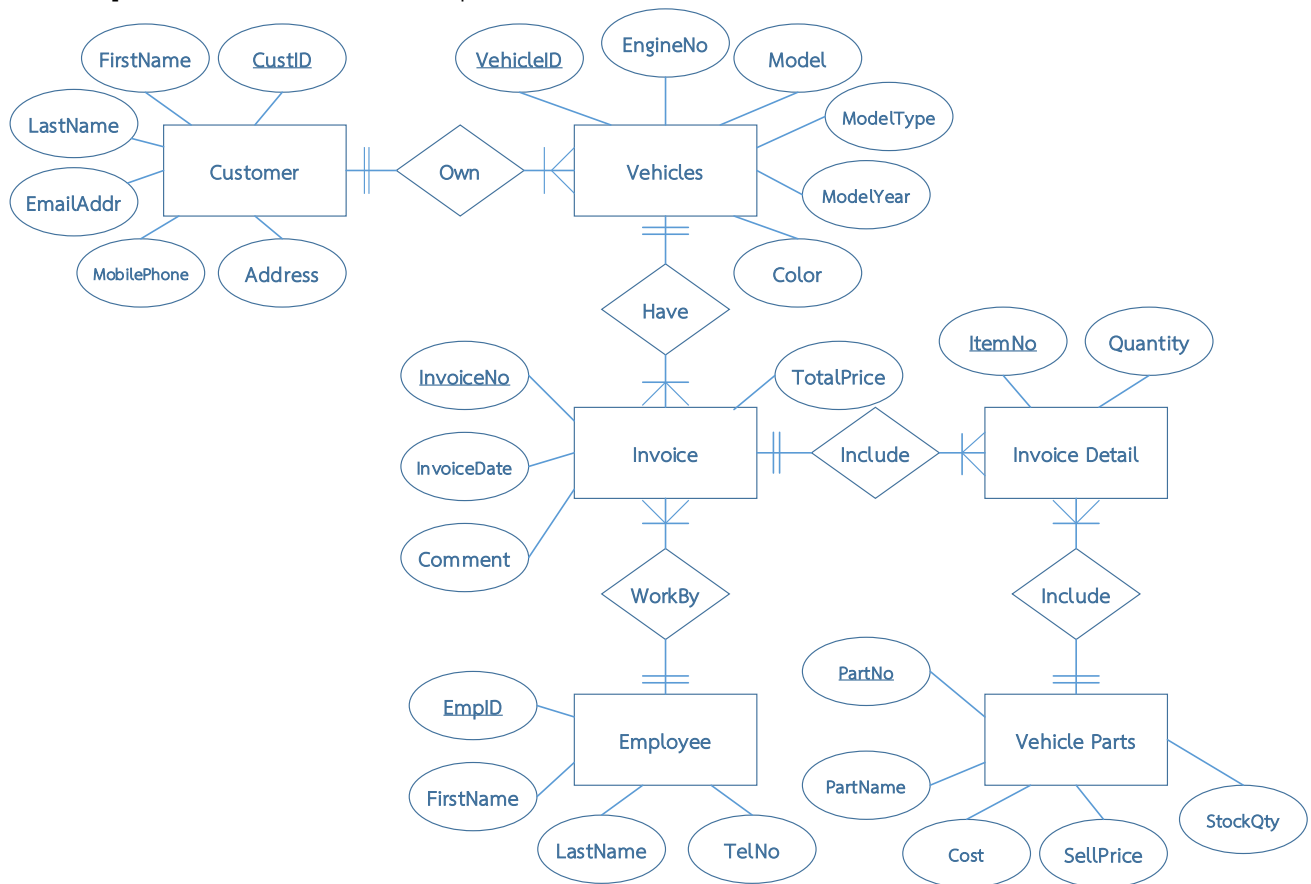 FirstName
CustID
LastName
Customer
EmailAddr
MobilePhone
Address
Own
VehicleID
EngineNo
Model
ModelType
Vehicles
ModelYear
Color
Have
InvoiceNo
TotalPrice
Invoice
InvoiceDate
Comment
Include
ItemNo
Quantity
Invoice Detail
WorkBy
Include
EmpID
Employee
FirstName
LastName
TelNo
PartNo
Vehicle Parts
PartName
Cost
SellPrice
StockQty